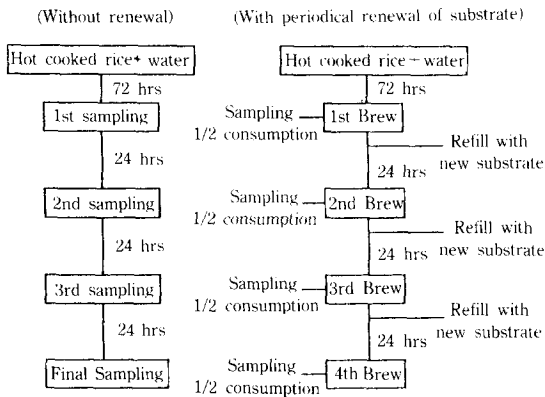 (Without renewal)
Hot cooked rice+ water
72 hrs
1st sampling
24 hrs
2nd sampling
24 hrs
3rd sampling
24 hrs
Final Sampling
(With periodical renewal of substrate)
Hot cooked rice - water
72 hrs
Sampling
1/2 consumption
1st Brew
Refill with
new substrate
24 hrs
Sampling
1/2 consumption
2nd Brew
Refill with
new substrate
24 hrs
Sampling
1/2 consumption
3rd Brew
Refill with
new substrate
24 hrs
Sampling
1/2 consumption
4th Brew